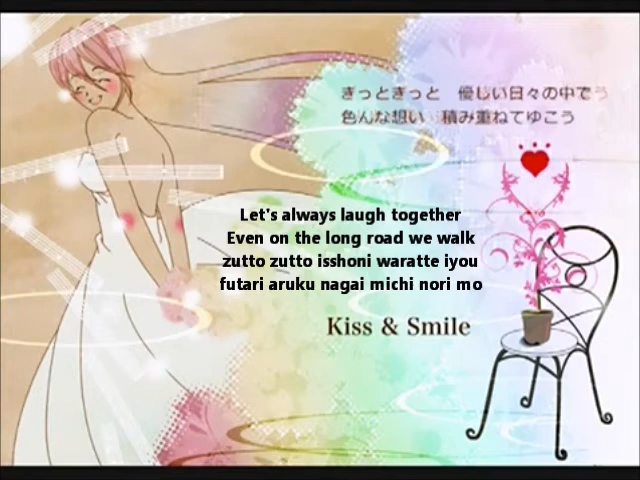 きっときっと 優しい日々の中でう
色んな想い 積み重ねてゆこう
Let's always laugh together
Even on the long road we walk
zutto zutto isshoni waratte iyou
futari aruku nagai michi nori mo
Kiss & Smile